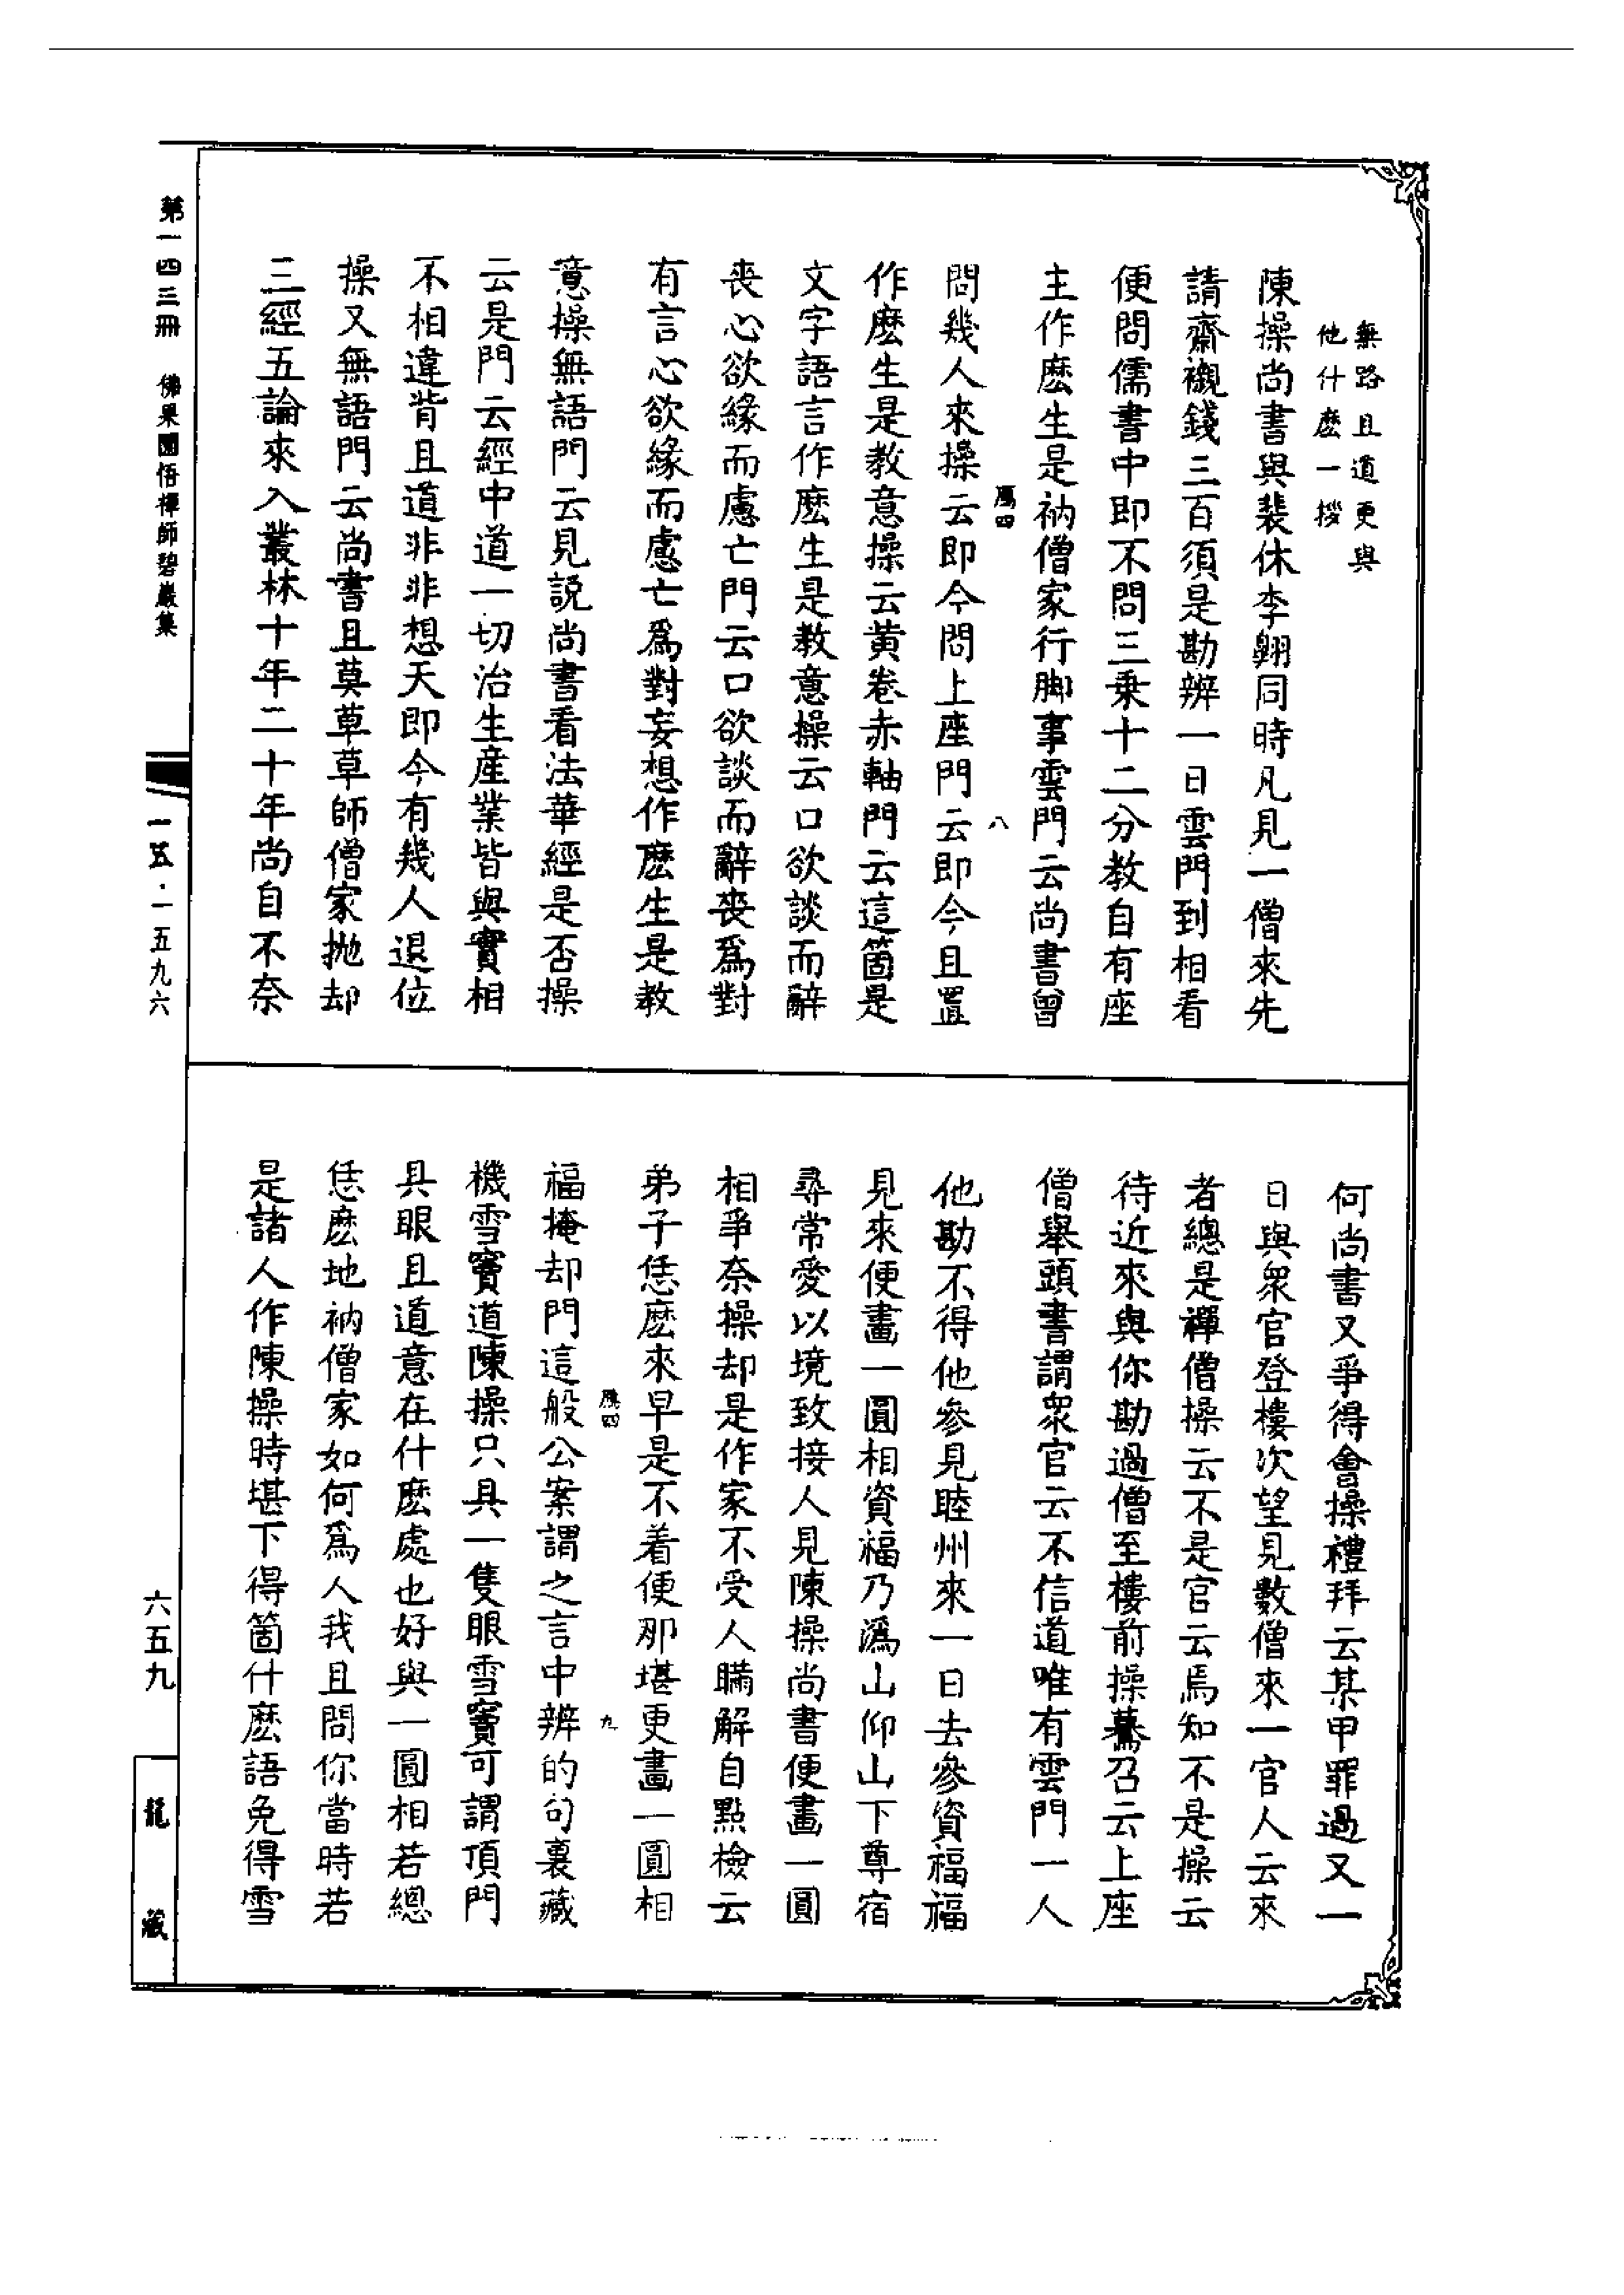 無路且道更與
他什麽一拶
陳操尚書與裴休李翱同時凡見一僧來先
請齋襯錢三百須是勘辨一日雲門到相看
便問儒書中即不問三乗十二分教自有座
主作麽生是衲僧家行脚事雲門云尚書曾
問幾人來操云即今問上座門云即今且置
作麽生是教意操云黄卷赤軸門云這箇是
文字語言作麽生是教意操云口欲談而辭
喪心欲緣而慮亡門云口欲談而辭喪爲對
有言心欲緣而慮亡爲對妄想作麽生是教
意操無語門云見説尚書看法華經是否操
云是門云經中道一切治生産業皆與實相
不相違背且道非非想天即今有幾人退位
操又無語門云尚書且莫草草師僧家抛却
三經五論來入叢林十年二十年尚自不奈
何尚書又爭得會操禮拜云某甲罪過又一
日與衆官登樓次望見數僧來一官人云來
者總是禪僧操云不是官云焉知不是操云
待近來與你勘過僧至樓前操驀召云上座
僧舉頭書謂衆官云不信道唯有雲門一人
他勘不得他參見睦州來一日去參資福福
見來便畫一圓相資福乃潙山仰山下尊宿
尋常愛以境致接人見陳操尚書便畫一圓
相爭奈操却是作家不受人瞞解自點檢云
弟子恁麽來早是不着便那堪更畫一圓相
福掩却門這般公案謂之言中辨的句裏藏
機雪竇道陳操只具一隻眼雪竇可謂頂門
具眼且道意在什麽處也好與一圓相若總
恁麽地衲僧家如何爲人我且問你當時若
是諸人作陳操時堪下得箇什麽語免得雪
四
八
四
九
第一四三冊 佛果圜悟禪師碧巖集
一五·一五九六
六五九
龍藏